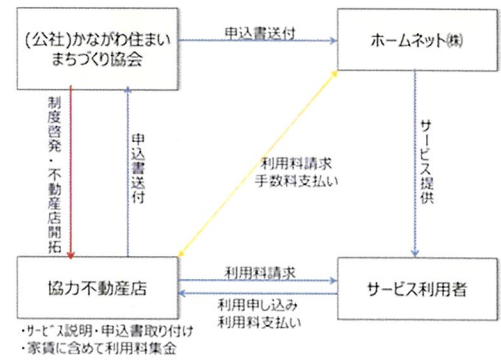 (公社)かながわ住まい
まちづくり協会
申込書送付
ホームネット㈱
制度啓発・不動産店開拓
申込書送付
利用料請求
手数料支払い
サービス提供
協力不動産店
利用料請求
利用申し込み
利用料支払い
サービス利用者
・サービス説明・申込書取り付け
・家賃に含めて利用料集金